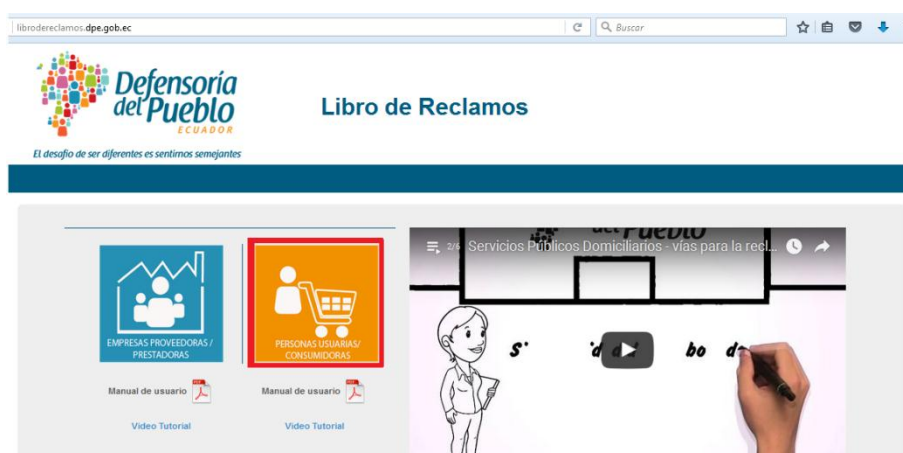 librodereclamos.dpe.gob.ec
Buscar
Defensoría
del Pueblo
ECUADOR
El desafío de ser diferentes es sentirnos semejantes
Libro de Reclamos
EMPRESAS PROVEEDORAS /
PRESTADORAS
PERSONAS USUARIAS/
CONSUMIDORAS
Manual de usuario
Manual de usuario
Video Tutorial
Video Tutorial
del Pueblo
2/6 Servicios Públicos Domiciliarios - vías para la recl...